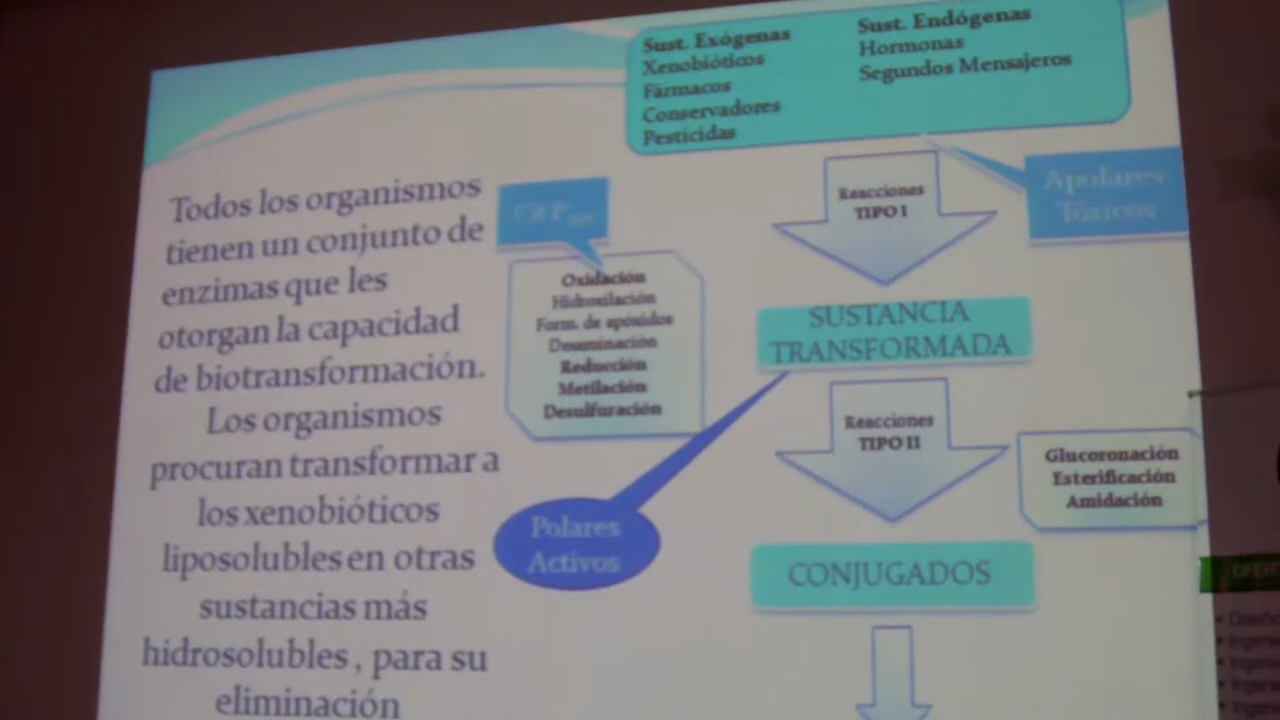 Sust. Exógenas
Xenobióticos
Fármacos
Conservadores
Pesticidas
Sust. Endógenas
Hormonas
Segundos Mensajeros
Todos los organismos
tienen un conjunto de
enzimas que les
otorgan la capacidad
de biotransformación.
Los organismos
procuran transformar a
los xenobióticos
liposolubles en otras
sustancias más
hidrosolubles, para su
eliminación
Reacciones
TIPO I
Apolares
Tóxicos
Oxidación
Hidroxilación
Form. de apóxidos
Desaminación
Reducción
Metilación
Desulfuración
SUSTANCIA
TRANSFORMADA
Polares
Activos
Reacciones
TIPO II
Glucoronación
Esterificación
Amidación
CONJUGADOS